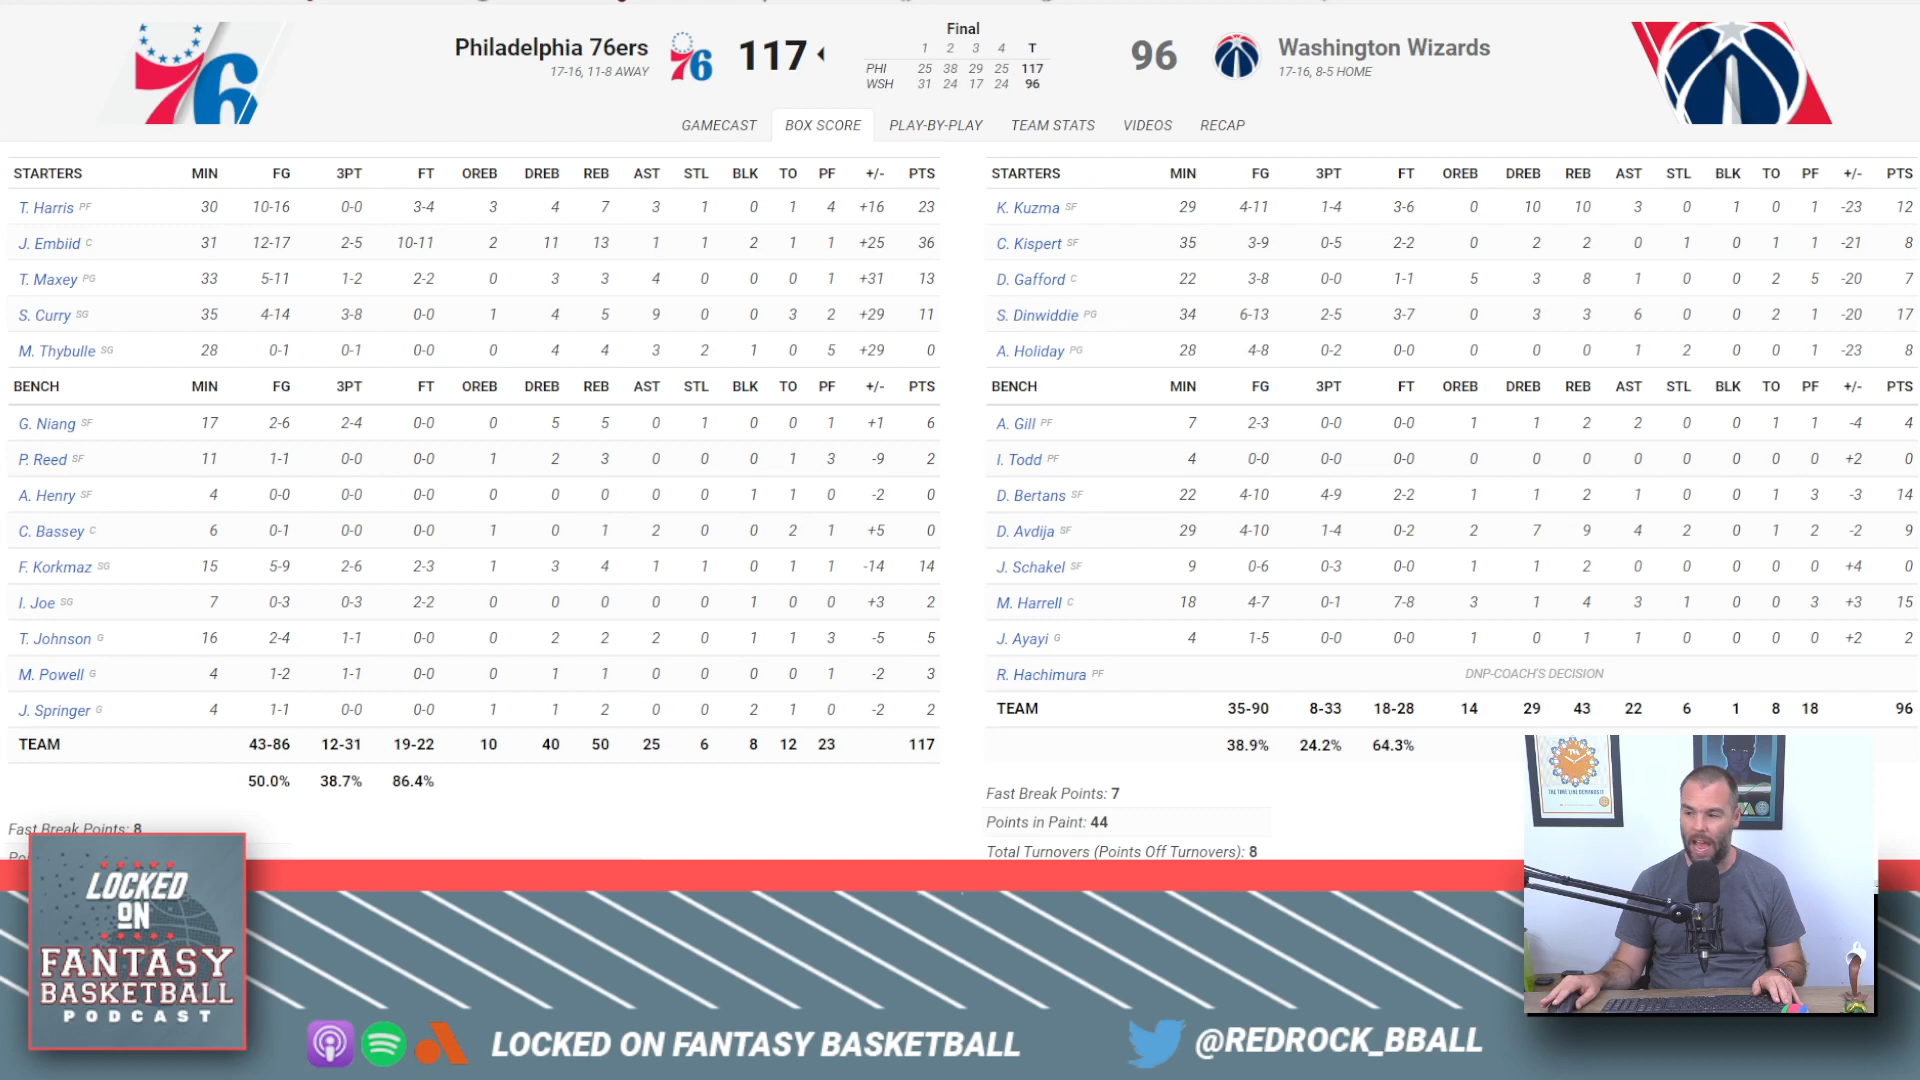 Philadelphia 76ers
17-16, 11-8 AWAY
76
117
Final
1 2 3 4 T
PHI 25 38 29 25 117
WSH 31 24 17 24 96
96
Washington Wizards
17-16, 8-5 HOME
GAMECAST BOX SCORE PLAY-BY-PLAY TEAM STATS VIDEOS RECAP
STARTERS MIN FG 3PT FT OREB DREB REB AST STL BLK TO PF +/- PTS
T. Harris PF 30 10-16 0-0 3-4 3 4 7 3 1 0 1 4 +16 23
J. Embiid C 31 12-17 2-5 10-11 2 11 13 1 1 2 1 1 +25 36
T. Maxey PG 33 5-11 1-2 2-2 0 3 3 4 0 0 0 1 +31 13
S. Curry SG 35 4-14 3-8 0-0 1 4 5 9 0 0 3 2 +29 11
M. Thybulle SG 28 0-1 0-1 0-0 0 4 4 3 2 1 0 5 +29 0
BENCH MIN FG 3PT FT OREB DREB REB AST STL BLK TO PF +/- PTS
G. Niang SF 17 2-6 2-4 0-0 0 5 5 0 1 0 0 1 +1 6
P. Reed SF 11 1-1 0-0 0-0 1 2 3 0 0 0 1 3 -9 2
A. Henry SF 4 0-0 0-0 0-0 0 0 0 0 0 1 1 0 -2 0
C. Bassey C 6 0-1 0-0 0-0 1 0 1 2 0 0 2 1 +5 0
F. Korkmaz SG 15 5-9 2-6 2-3 1 3 4 1 1 0 1 1 -14 14
I. Joe SG 7 0-3 0-3 2-2 0 0 0 0 0 1 0 0 +3 2
T. Johnson G 16 2-4 1-1 0-0 0 2 2 2 0 1 1 3 -5 5
M. Powell G 4 1-2 1-1 0-0 0 1 1 0 0 0 0 1 -2 3
J. Springer G 4 1-1 0-0 0-0 1 1 2 0 0 2 1 0 -2 2
TEAM 43-86 12-31 19-22 10 40 50 25 6 8 12 23 117
50.0% 38.7% 86.4%
Fast Break Points: 8
STARTERS MIN FG 3PT FT OREB DREB REB AST STL BLK TO PF +/- PTS
K. Kuzma SF 29 4-11 1-4 3-6 0 10 10 3 0 1 0 1 -23 12
C. Kispert SF 35 3-9 0-5 2-2 0 2 2 0 1 0 1 1 -21 8
D. Gafford C 22 3-8 0-0 1-1 5 3 8 1 0 0 2 5 -20 7
S. Dinwiddie PG 34 6-13 2-5 3-7 0 3 3 6 0 0 2 1 -20 17
A. Holiday PG 28 4-8 0-2 0-0 0 0 0 1 2 0 0 1 -23 8
BENCH MIN FG 3PT FT OREB DREB REB AST STL BLK TO PF +/- PTS
A. Gill PF 7 2-3 0-0 0-0 1 1 2 2 0 0 1 1 -4 4
I. Todd PF 4 0-0 0-0 0-0 0 0 0 0 0 0 0 0 +2 0
D. Bertans SF 22 4-10 4-9 2-2 1 1 2 1 0 0 1 3 -3 14
D. Avdija SF 29 4-10 1-4 0-2 2 7 9 4 2 0 1 2 -2 9
J. Schakel SF 9 0-6 0-3 0-0 1 1 2 0 0 0 0 0 +4 0
M. Harrell C 18 4-7 0-1 7-8 3 1 4 3 1 0 0 3 +3 15
J. Ayayi G 4 1-5 0-0 0-0 1 0 1 1 0 0 0 0 +2 2
R. Hachimura PF DNP-COACH'S DECISION
TEAM 35-90 8-33 18-28 14 29 43 22 6 1 8 18 96
38.9% 24.2% 64.3%
Fast Break Points: 7
Points in Paint: 44
Total Turnovers (Points Off Turnovers): 8
LOCKED
ON
FANTASY
BASKETBALL
PODCAST
LOCKED ON FANTASY BASKETBALL
@REDROCK_BBALL